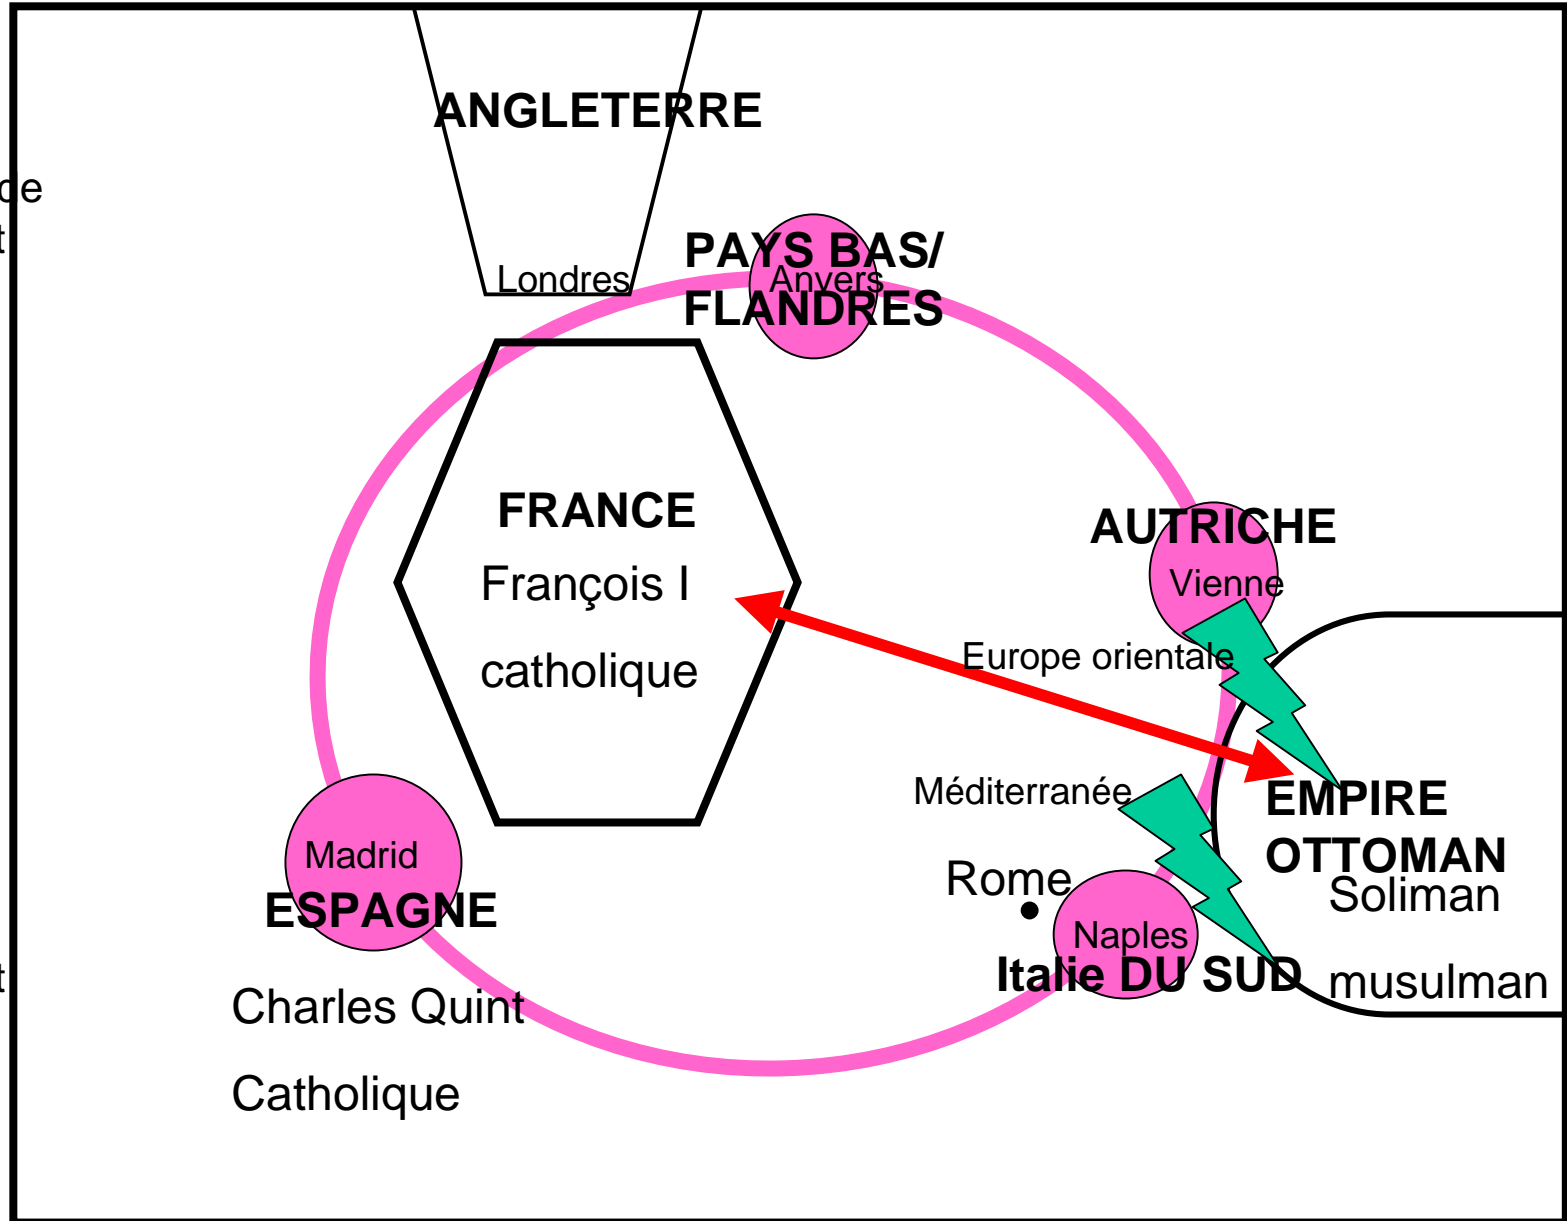 ANGLETERRE
de
t
Londres
PAYS BAS/
Anvers
FLANDRES
FRANCE
François I
catholique
AUTRICHE
Vienne
Europe orientale
Méditerranée
EMPIRE
OTTOMAN
Soliman
musulman
Rome
Naples
Italie DU SUD
Madrid
ESPAGNE
t
Charles Quint
Catholique